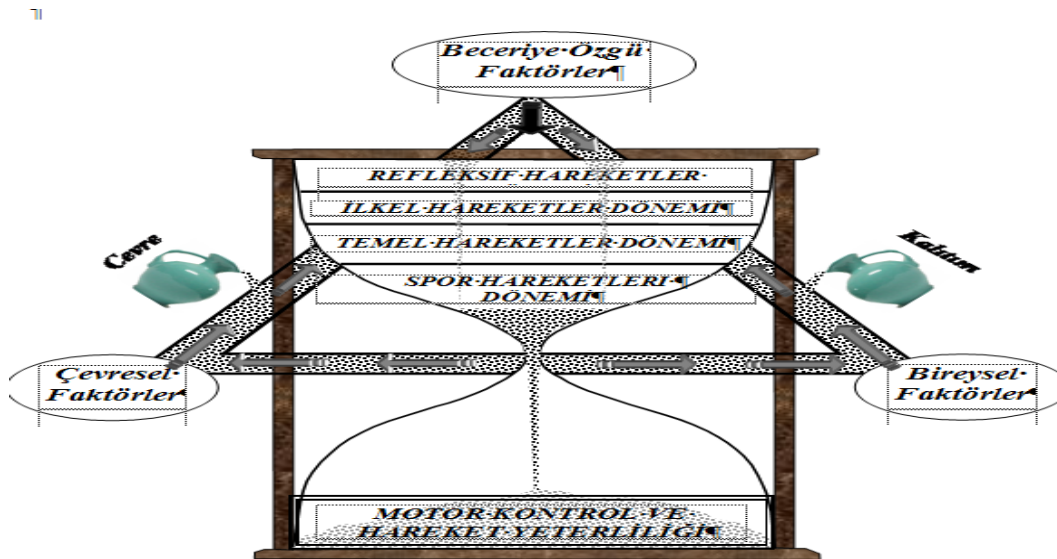 Beceriye Özgü
Faktörler¶
REFLEKSİF HAREKETLER
İLKEL HAREKETLER DÖNEMİ¶
TEMEL HAREKETLER DÖNEMİ¶
SPOR HAREKETLERI ¶
DÖNEMİ¶
Çevre
Kalıtım
Çevresel
Faktörler¶
Bireysel
Faktörler¶
MOTOR KONTROL VE
HAREKET YETERLİLİĞİ¶